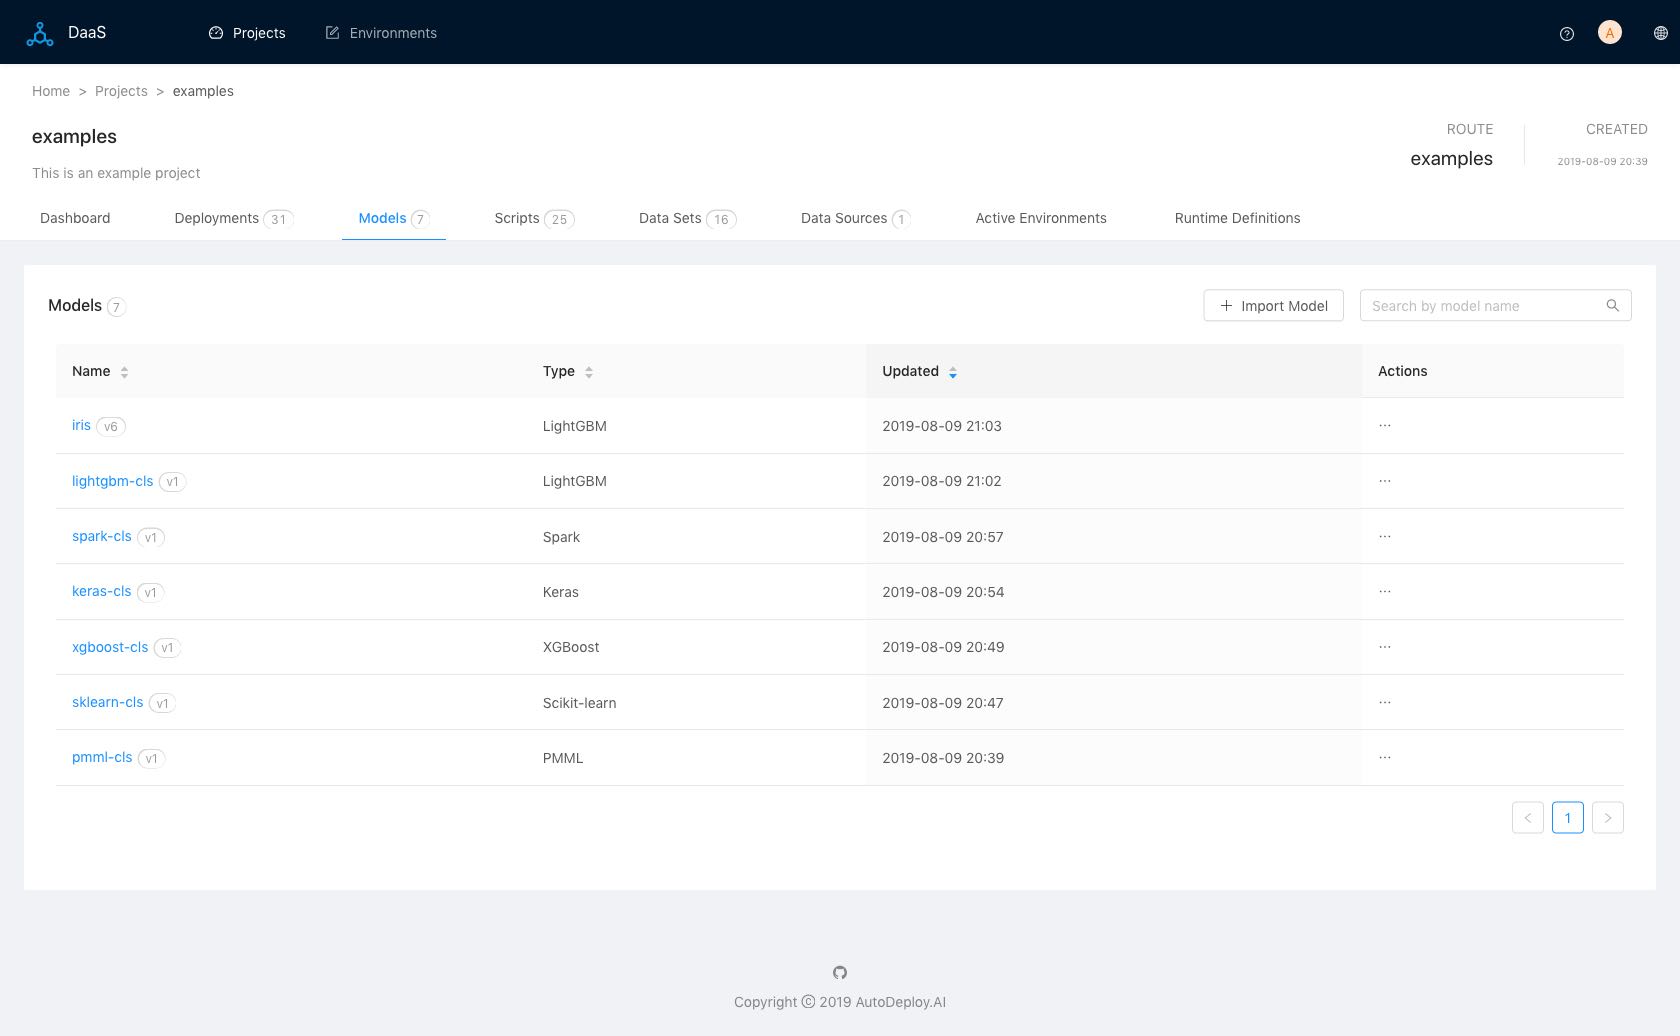 DaaS Projects Environments A
Home > Projects > examples
examples
This is an example project
ROUTE
examples
CREATED
2019-08-09 20:39
Dashboard Deployments 31 Models 7 Scripts 25 Data Sets 16 Data Sources 1 Active Environments Runtime Definitions
Models 7 + Import Model Search by model name
Name Type Updated Actions
iris v6 LightGBM 2019-08-09 21:03 ...
lightgbm-cls v1 LightGBM 2019-08-09 21:02 ...
spark-cls v1 Spark 2019-08-09 20:57 ...
keras-cls v1 Keras 2019-08-09 20:54 ...
xgboost-cls v1 XGBoost 2019-08-09 20:49 ...
sklearn-cls v1 Scikit-learn 2019-08-09 20:47 ...
pmml-cls v1 PMML 2019-08-09 20:39 ...
< 1 >
Copyright © 2019 AutoDeploy.AI